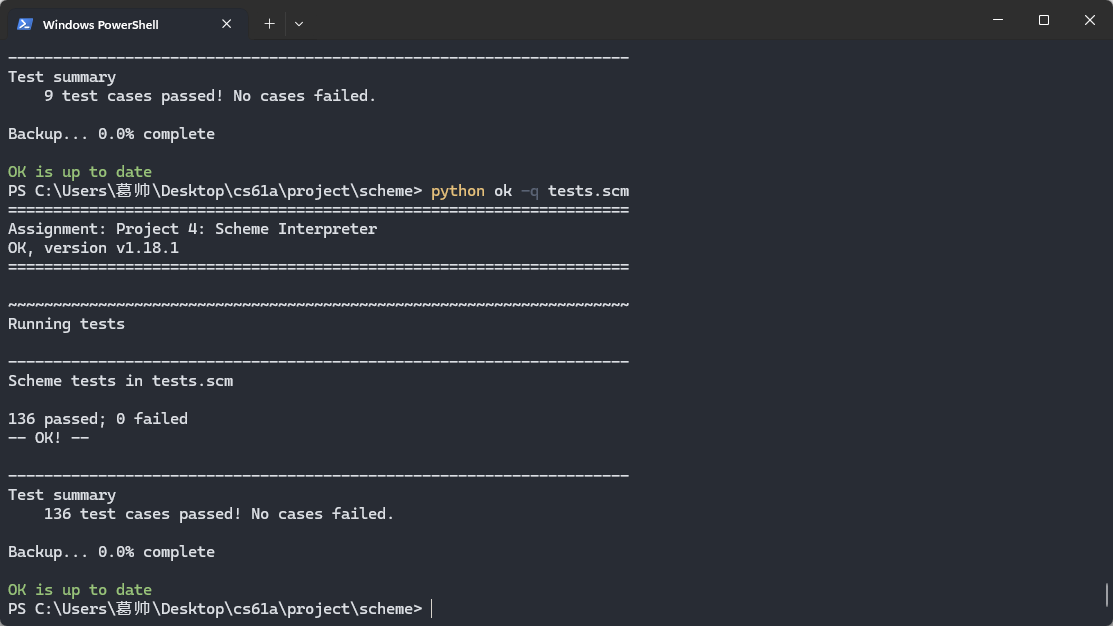 Windows PowerShell
---------------------------------------------------------------------
Test summary
    9 test cases passed! No cases failed.
Backup... 0.0% complete
OK is up to date
PS C:\Users\葛帅\Desktop\cs61a\project\scheme> python ok -q tests.scm
=====================================================================
Assignment: Project 4: Scheme Interpreter
OK, version v1.18.1
=====================================================================
~~~~~~~~~~~~~~~~~~~~~~~~~~~~~~~~~~~~~~~~~~~~~~~~~~~~~~~~~~~~~~~~~~~~~
Running tests
---------------------------------------------------------------------
Scheme tests in tests.scm
136 passed; 0 failed
-- OK! --
---------------------------------------------------------------------
Test summary
    136 test cases passed! No cases failed.
Backup... 0.0% complete
OK is up to date
PS C:\Users\葛帅\Desktop\cs61a\project\scheme>